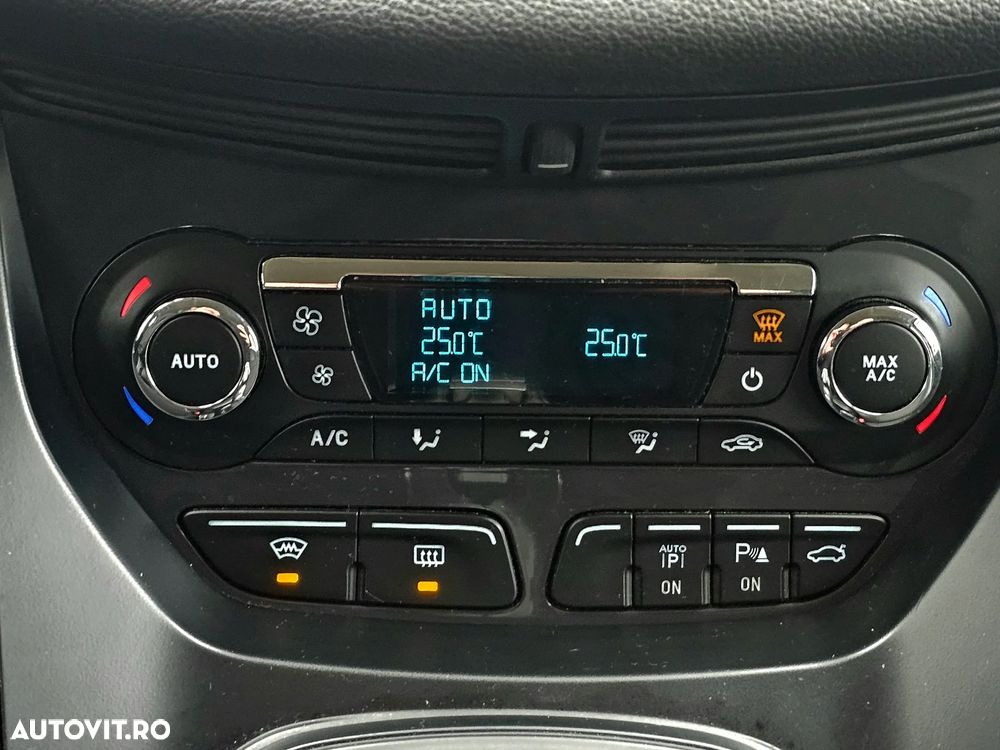 AUTO
25.0°C
A/C ON
25.0°C
AUTO
MAX
MAX
A/C
A/C
AUTO
P
ON
P
ON
AUTOVIT.RO